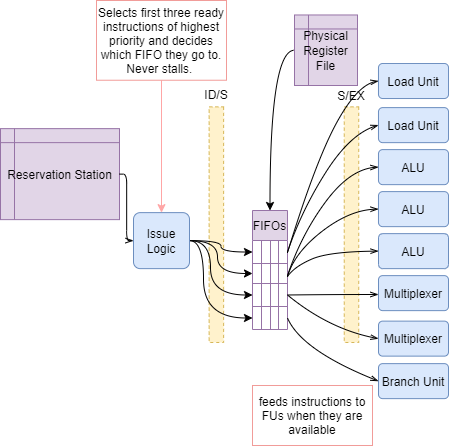 Selects first three ready
instructions of highest
priority and decides
which FIFO they go to.
Never stalls.
Physical
Register
File
ID/S
S/EX
Load Unit
Load Unit
ALU
Reservation Station
ALU
FIFOs
Issue
Logic
ALU
Multiplexer
Multiplexer
Branch Unit
feeds instructions to
FUs when they are
available